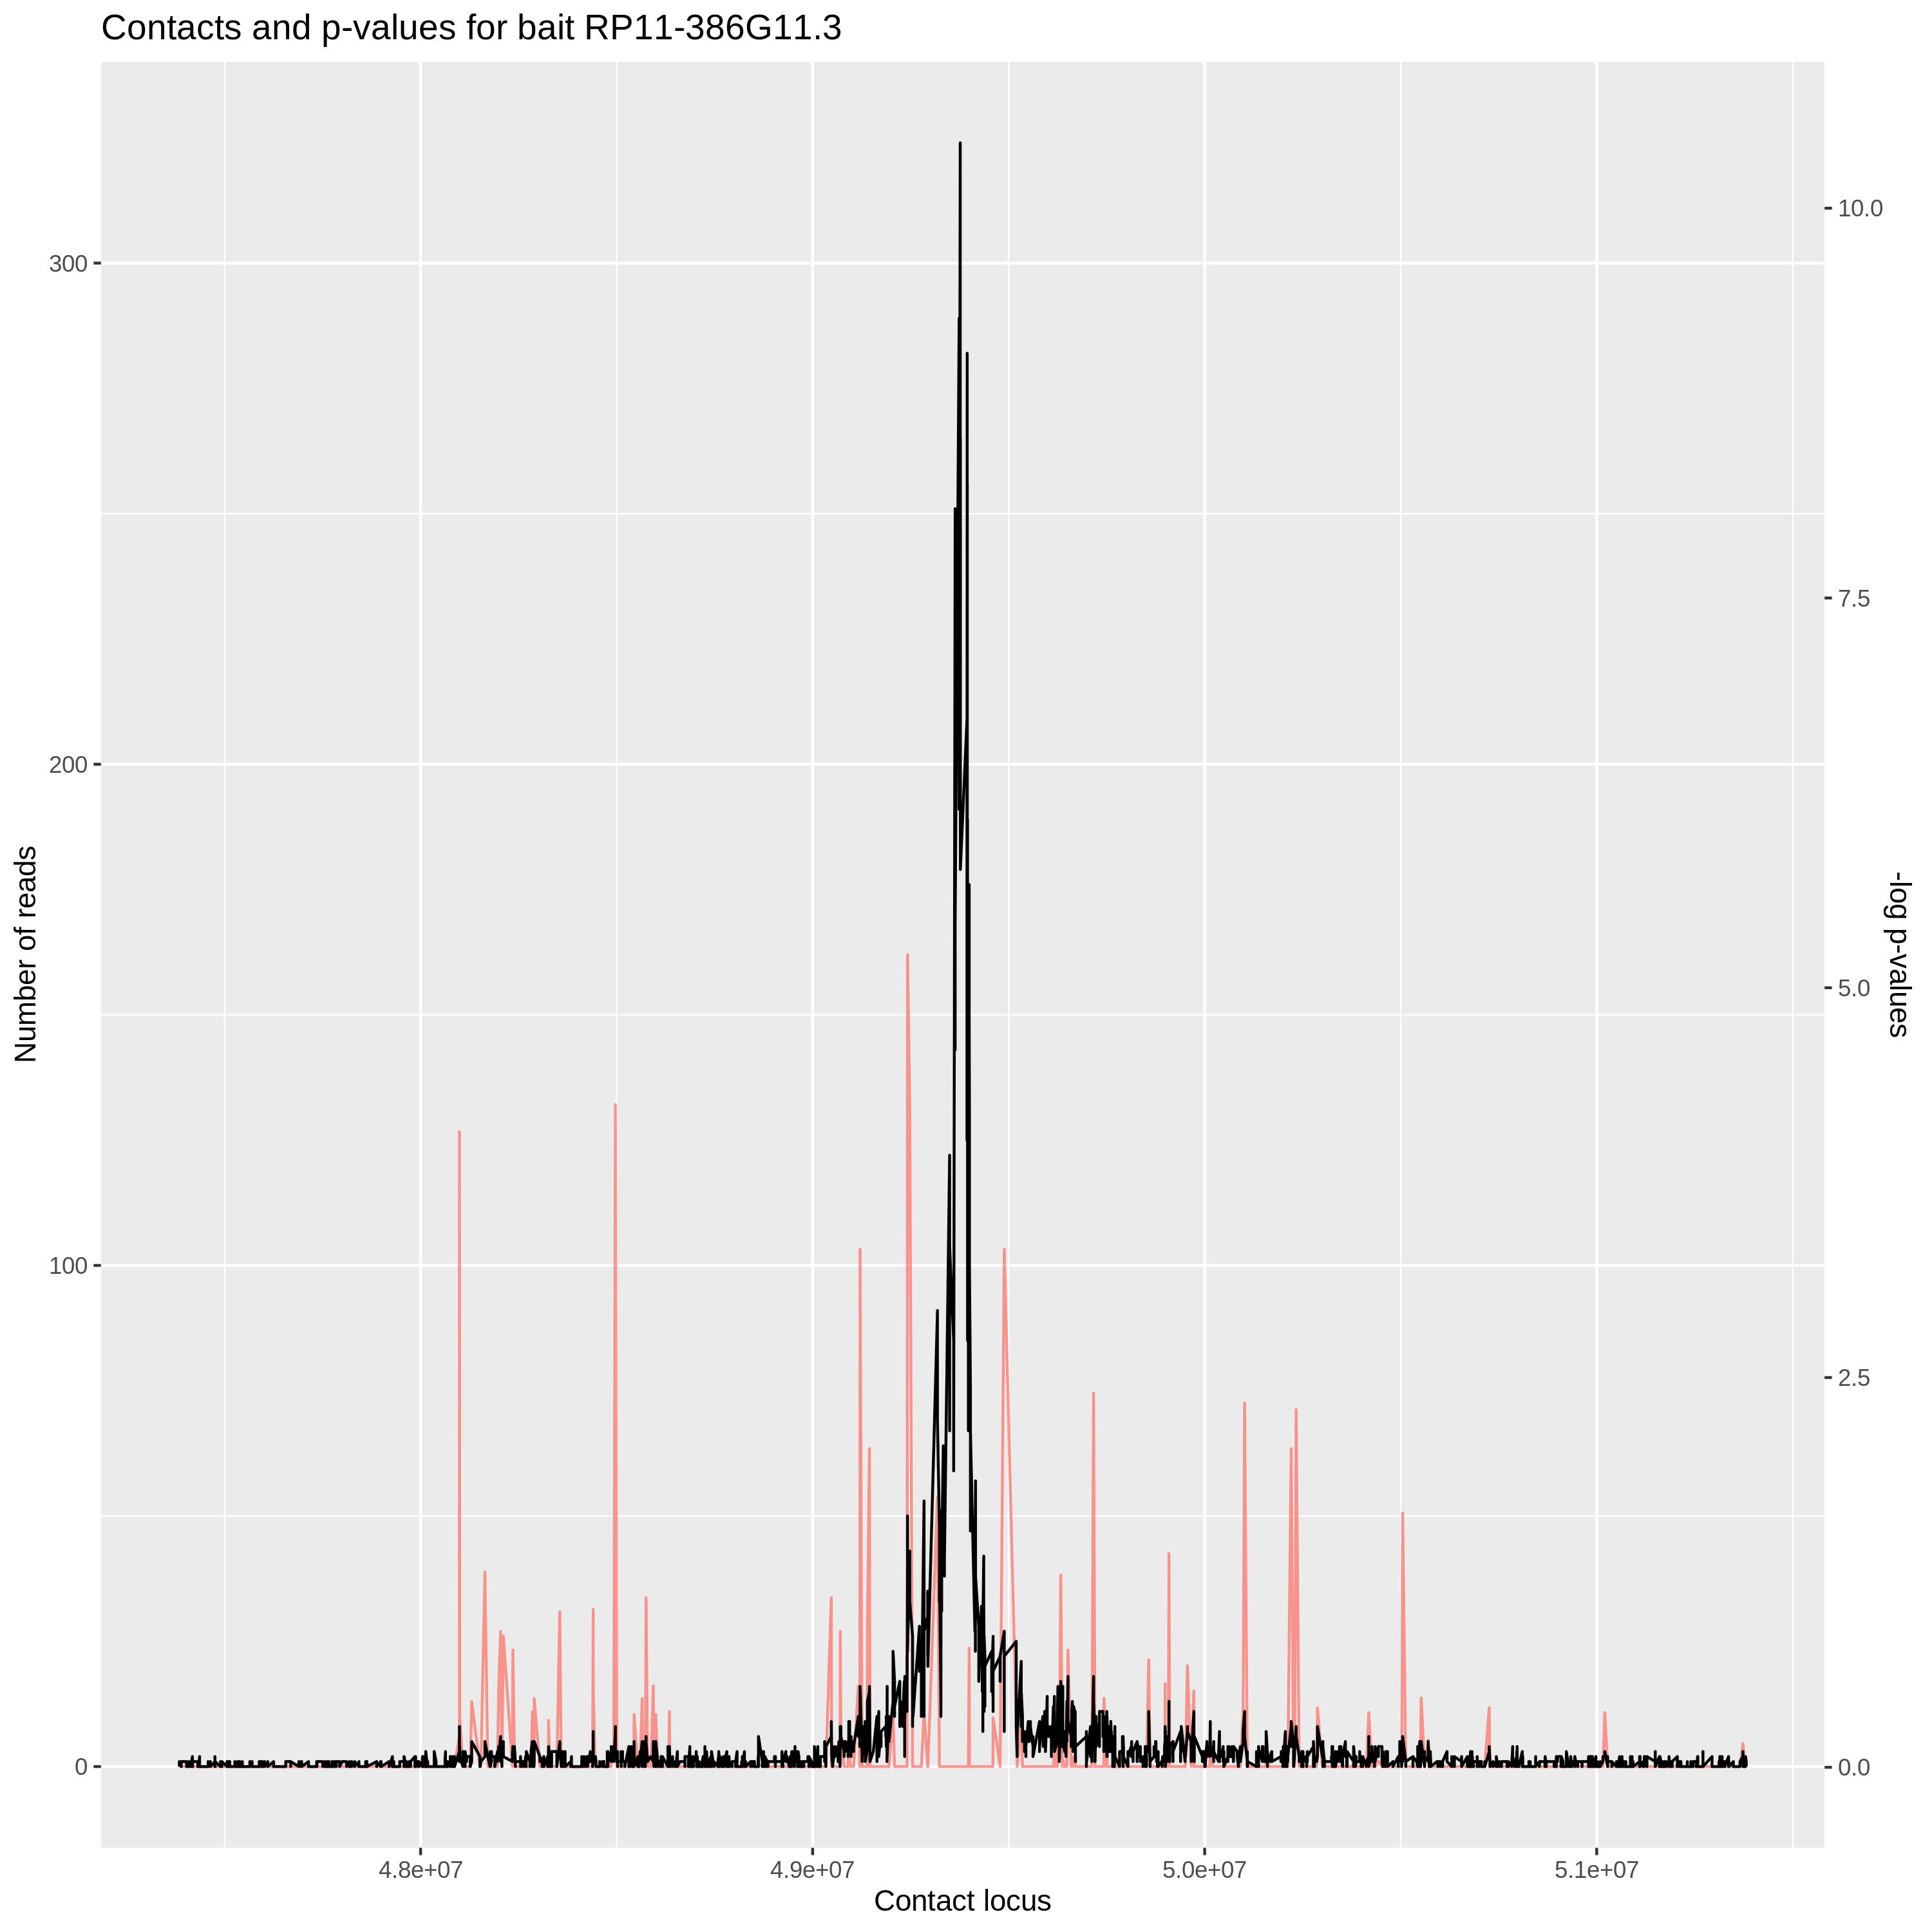 Contacts and p-values for bait RP11-386G11.3
300
200
100
0
Number of reads
10.0
7.5
5.0
2.5
0.0
-log p-values
4.8e+07
4.9e+07
5.0e+07
5.1e+07
Contact locus